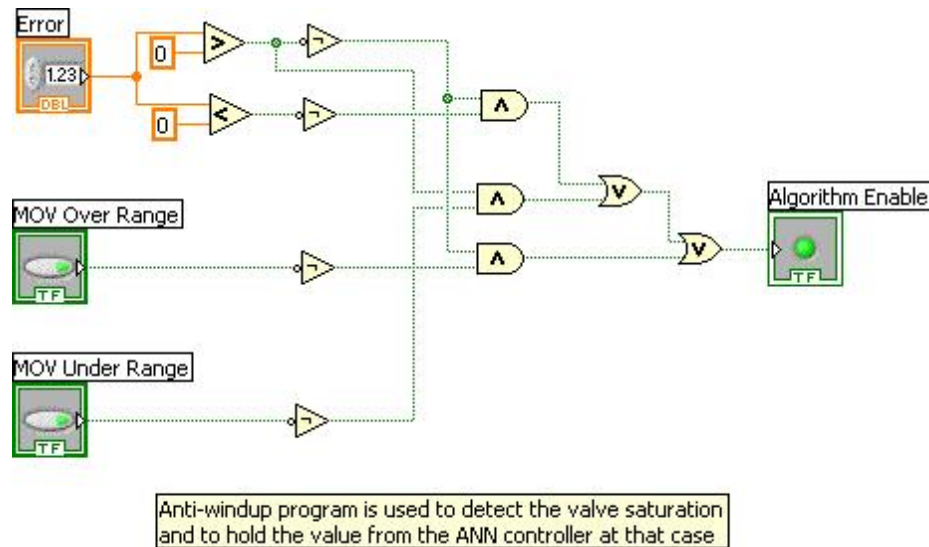 Error
1.23
DBL
0
>
¬
0
<
¬
∧
MOV Over Range
TF
¬
∧
∧
V
V
Algorithm Enable
TF
MOV Under Range
TF
¬
Anti-windup program is used to detect the valve saturation
and to hold the value from the ANN controller at that case